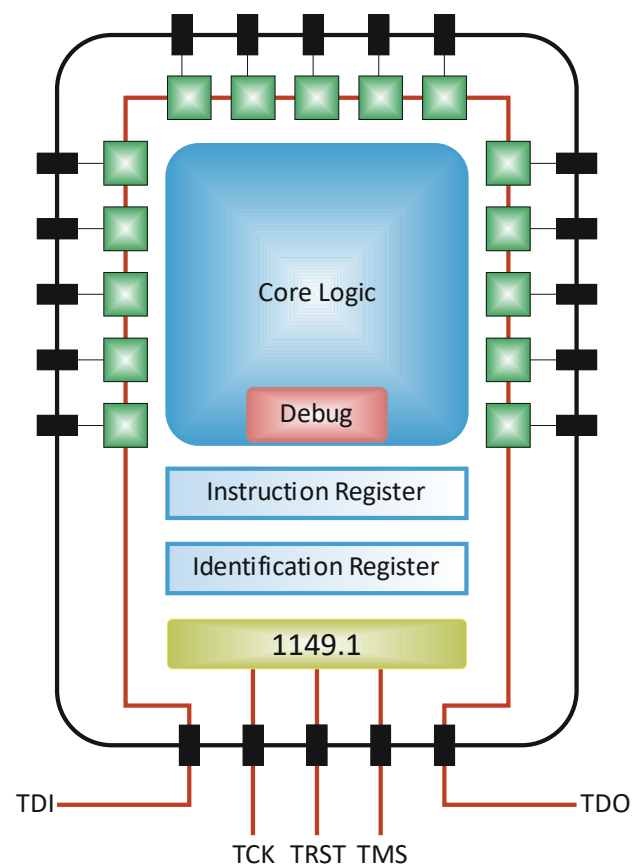 Core Logic
Debug
Instruction Register
Identification Register
1149.1
TDI
TDO
TCK TRST TMS